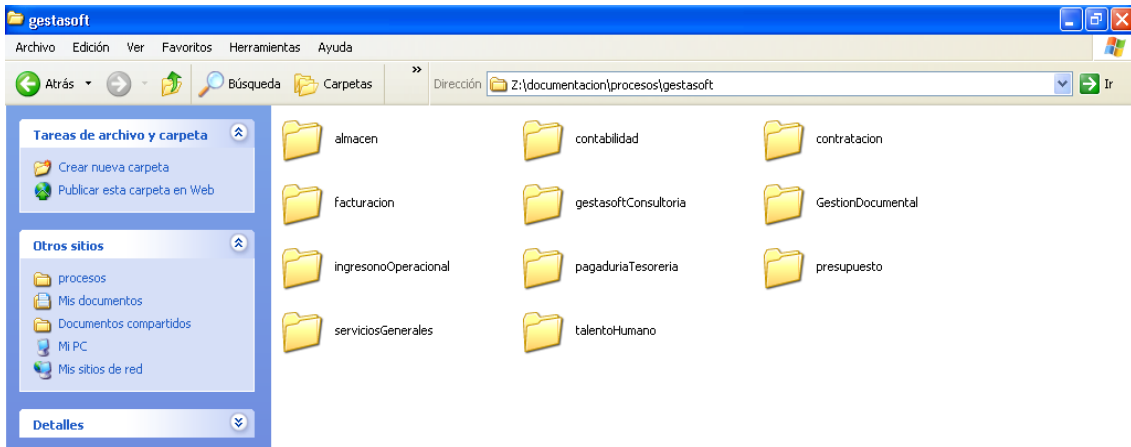 gestasoft
Archivo Edición Ver Favoritos Herramientas Ayuda
Atrás Búsqueda Carpetas » Dirección Z:\documentacion\procesos\gestasoft Ir
Tareas de archivo y carpeta
Crear nueva carpeta
Publicar esta carpeta en Web
Otros sitios
procesos
Mis documentos
Documentos compartidos
Mi PC
Mis sitios de red
Detalles
almacen contabilidad contratacion
facturacion gestasoftConsultoria GestionDocumental
ingresonoOperacional pagaduriaTesoreria presupuesto
serviciosGenerales talentoHumano